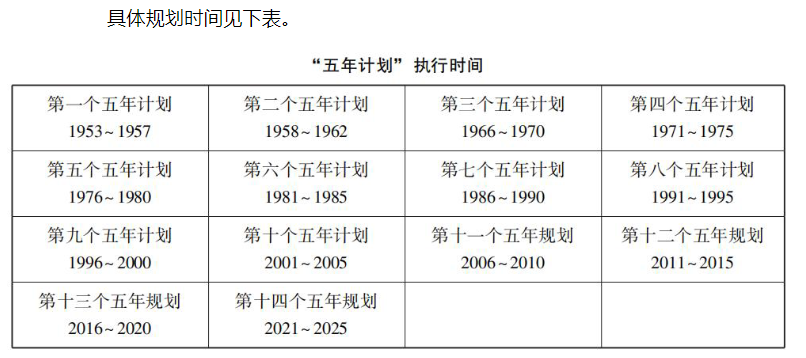 具体规划时间见下表。
“五年计划”执行时间
第一个五年计划 第二个五年计划 第三个五年计划 第四个五年计划
1953~1957 1958~1962 1966~1970 1971~1975
第五个五年计划 第六个五年计划 第七个五年计划 第八个五年计划
1976~1980 1981~1985 1986~1990 1991~1995
第九个五年计划 第十个五年计划 第十一个五年规划 第十二个五年规划
1996~2000 2001~2005 2006~2010 2011~2015
第十三个五年规划 第十四个五年规划
2016~2020 2021~2025